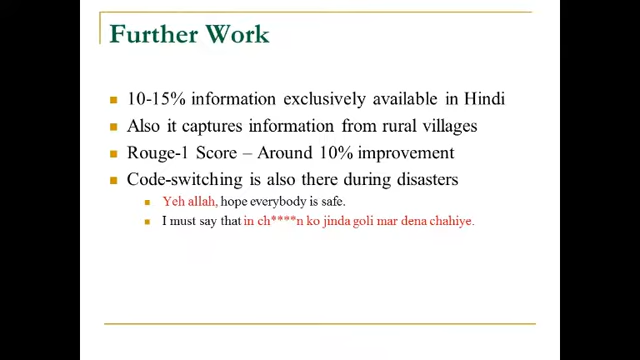 Further Work
10-15% information exclusively available in Hindi
Also it captures information from rural villages
Rouge-1 Score – Around 10% improvement
Code-switching is also there during disasters
Yeh allah, hope everybody is safe.
I must say that in ch****n ko jinda goli mar dena chahiye.